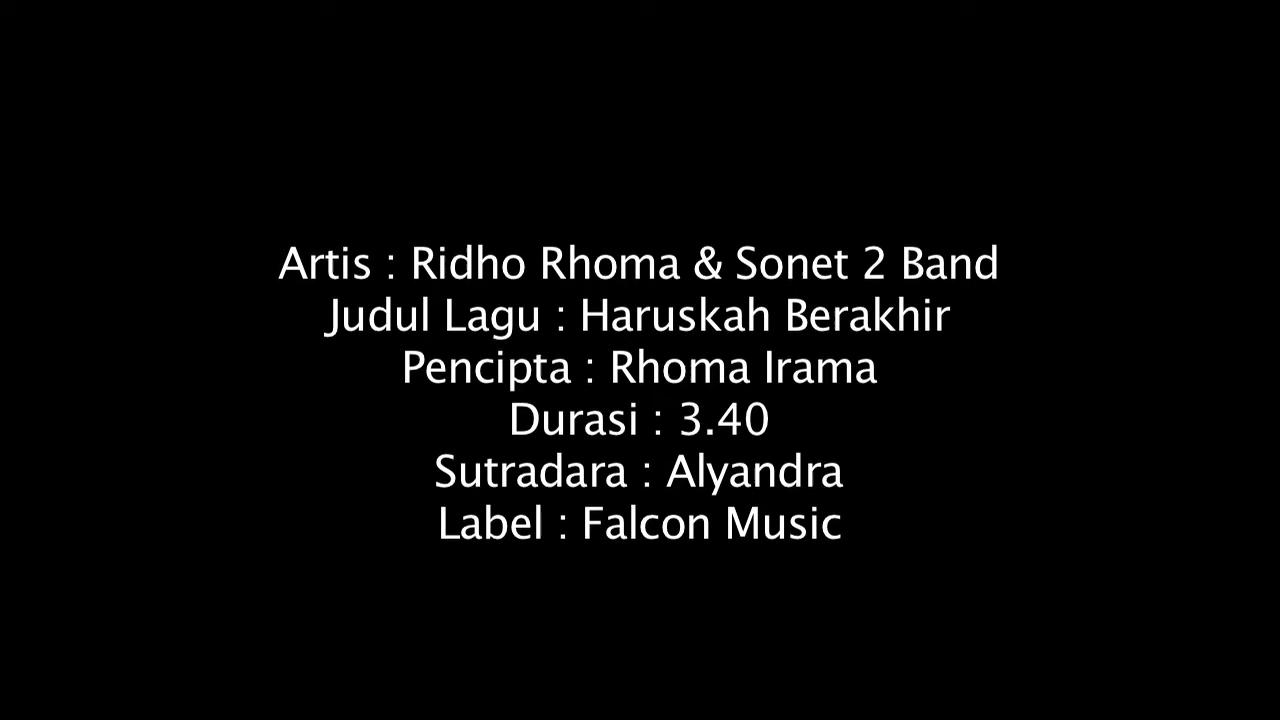 Artis : Ridho Rhoma & Sonet 2 Band
Judul Lagu : Haruskah Berakhir
Pencipta : Rhoma Irama
Durasi : 3.40
Sutradara : Alyandra
Label : Falcon Music